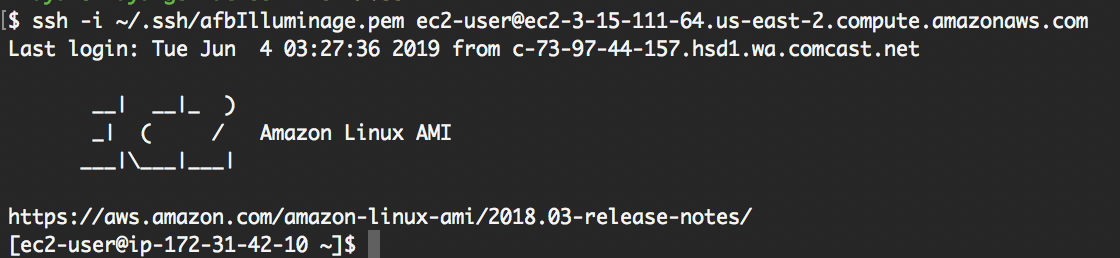 [$ ssh -i ~/.ssh/afbIlluminage.pem ec2-user@ec2-3-15-111-64.us-east-2.compute.amazonaws.com
Last login: Tue Jun  4 03:27:36 2019 from c-73-97-44-157.hsd1.wa.comcast.net
       __|  __|_  )
       _|  (     /   Amazon Linux AMI
      ___|\___|___|
https://aws.amazon.com/amazon-linux-ami/2018.03-release-notes/
[ec2-user@ip-172-31-42-10 ~]$